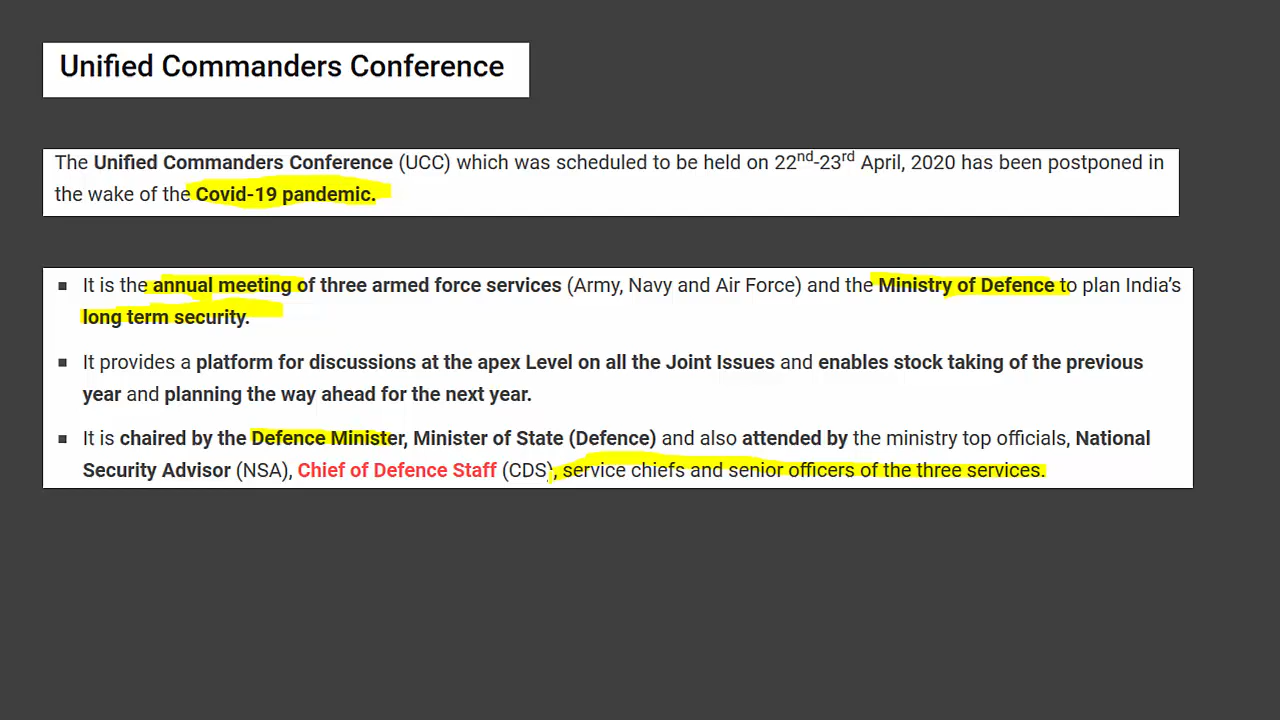 Unified Commanders Conference
The Unified Commanders Conference (UCC) which was scheduled to be held on 22nd-23rd April, 2020 has been postponed in
the wake of the Covid-19 pandemic.
▪ It is the annual meeting of three armed force services (Army, Navy and Air Force) and the Ministry of Defence to plan India's
long term security.
▪ It provides a platform for discussions at the apex Level on all the Joint Issues and enables stock taking of the previous
year and planning the way ahead for the next year.
▪ It is chaired by the Defence Minister, Minister of State (Defence) and also attended by the ministry top officials, National
Security Advisor (NSA), Chief of Defence Staff (CDS), service chiefs and senior officers of the three services.